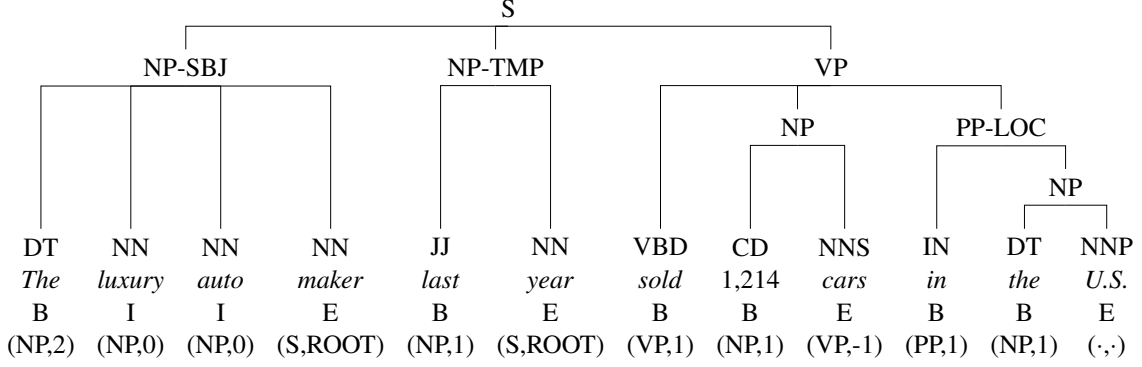 S
NP-SBJ NP-TMP VP
NP PP-LOC
NP
DT NN NN NN JJ NN VBD CD NNS IN DT NNP
The luxury auto maker last year sold 1,214 cars in the U.S.
B I I E B E B B E B B E
(NP,2) (NP,0) (NP,0) (S,ROOT) (NP,1) (S,ROOT) (VP,1) (NP,1) (VP,-1) (PP,1) (NP,1) (·,·)